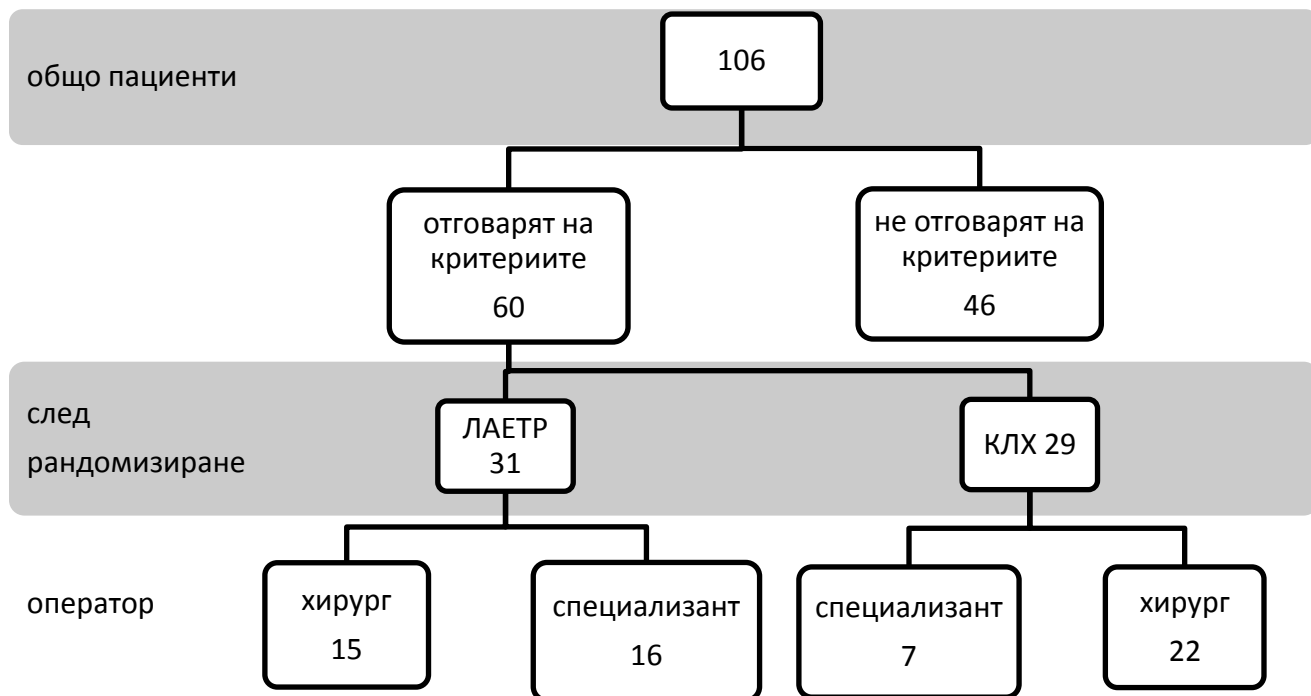 общо пациенти
106
отговарят на
критериите
60
не отговарят на
критериите
46
след
рандомизиране
ЛАЕТР
31
КЛХ 29
оператор
хирург
15
специализант
16
специализант
7
хирург
22